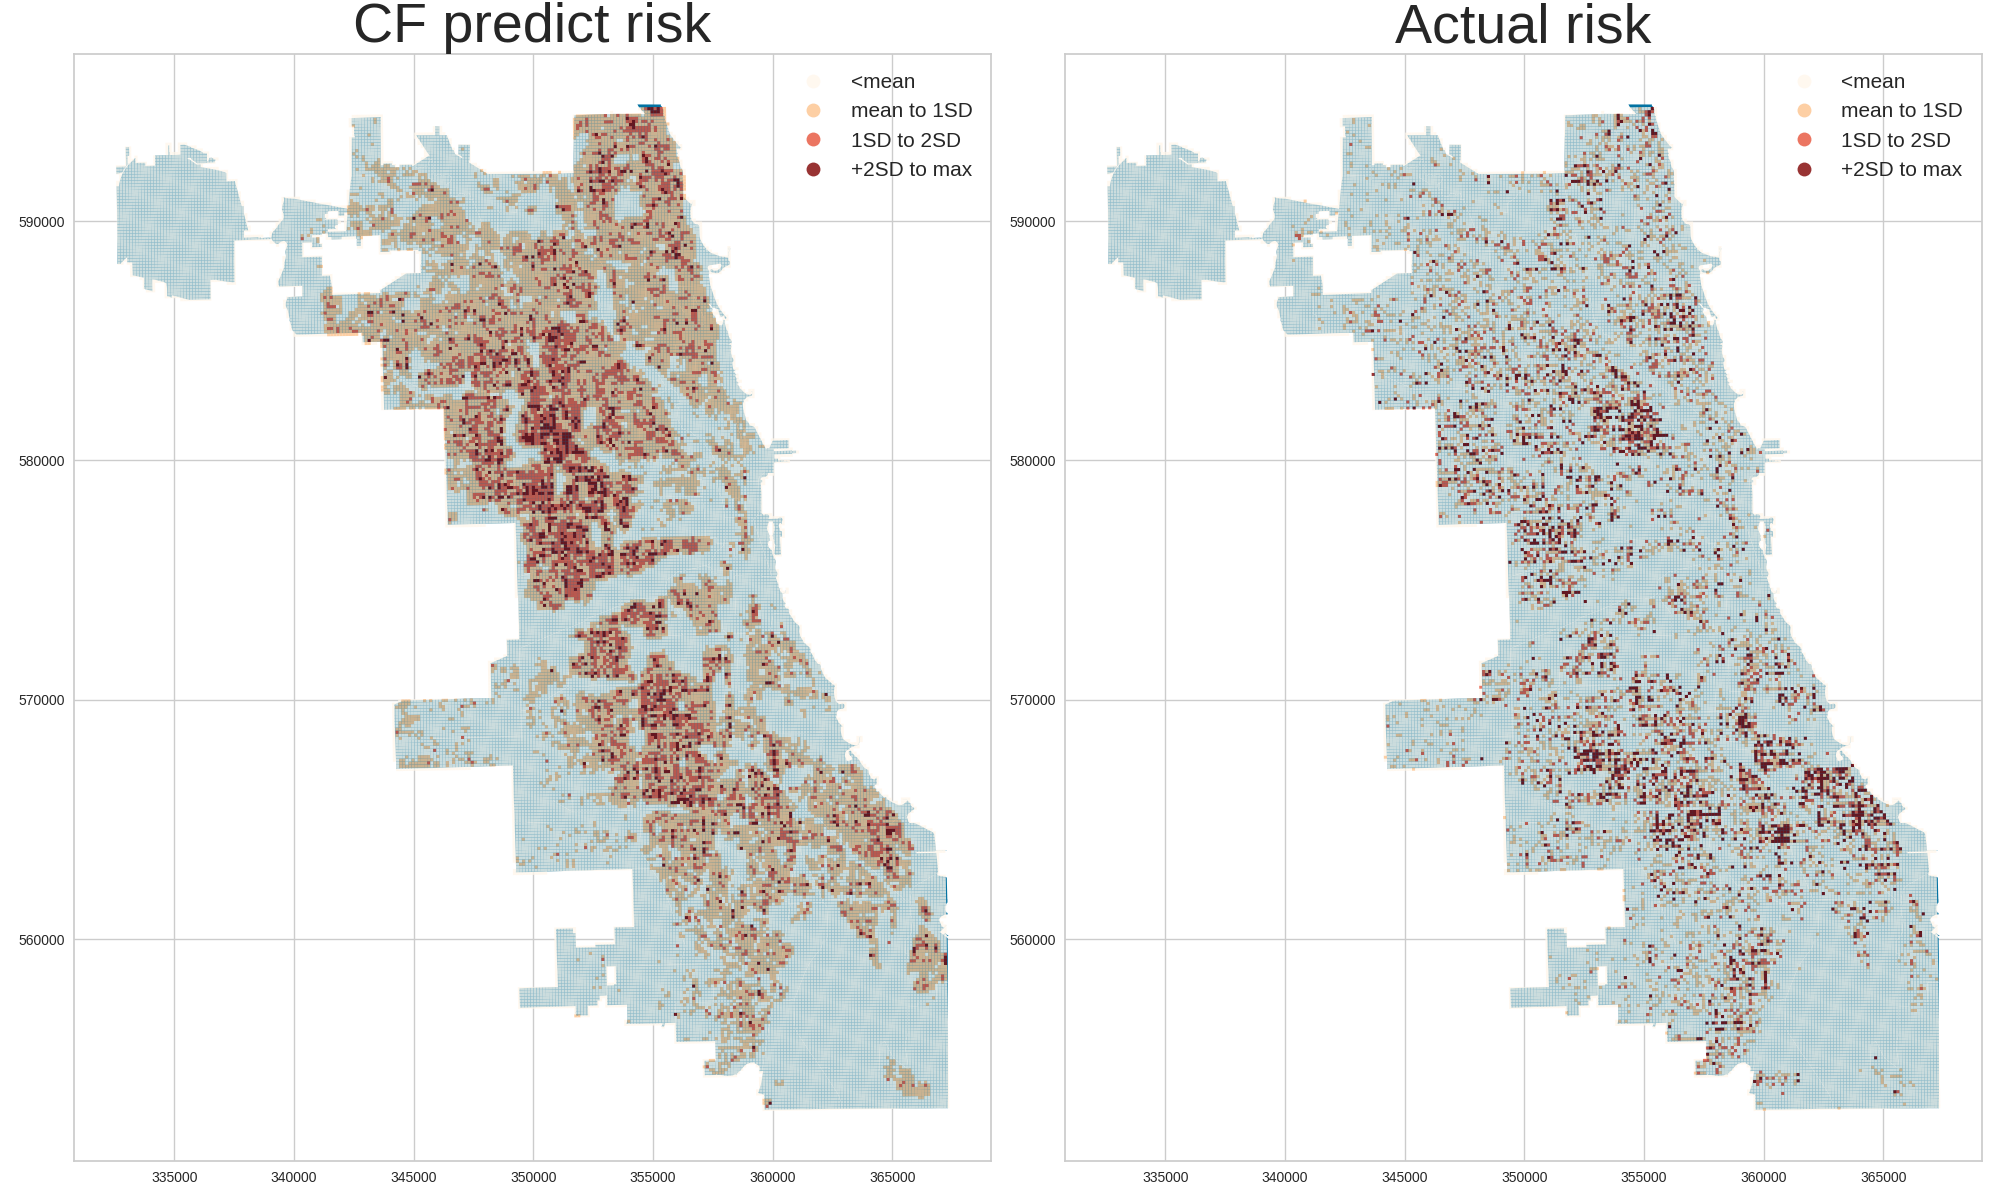 CF predict risk
<mean
mean to 1SD
1SD to 2SD
+2SD to max
590000
580000
570000
560000
335000 340000 345000 350000 355000 360000 365000
Actual risk
<mean
mean to 1SD
1SD to 2SD
+2SD to max
590000
580000
570000
560000
335000 340000 345000 350000 355000 360000 365000